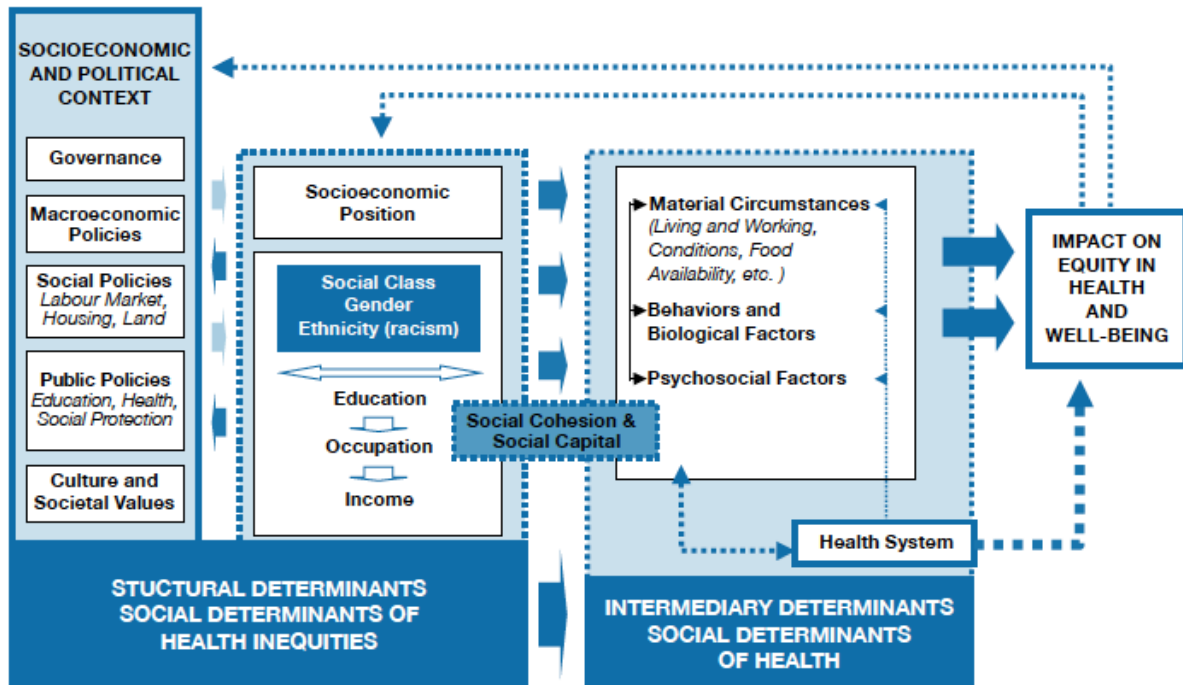 SOCIOECONOMIC
AND POLITICAL
CONTEXT
Governance
Macroeconomic
Policies
Social Policies
Labour Market,
Housing, Land
Public Policies
Education, Health,
Social Protection
Culture and
Societal Values
Socioeconomic
Position
Social Class
Gender
Ethnicity (racism)
Education
Occupation
Income
STUCTURAL DETERMINANTS
SOCIAL DETERMINANTS OF
HEALTH INEQUITIES
Social Cohesion &
Social Capital
Material Circumstances
(Living and Working,
Conditions, Food
Availability, etc. )
Behaviors and
Biological Factors
Psychosocial Factors
Health System
INTERMEDIARY DETERMINANTS
SOCIAL DETERMINANTS
OF HEALTH
IMPACT ON
EQUITY IN
HEALTH
AND
WELL-BEING